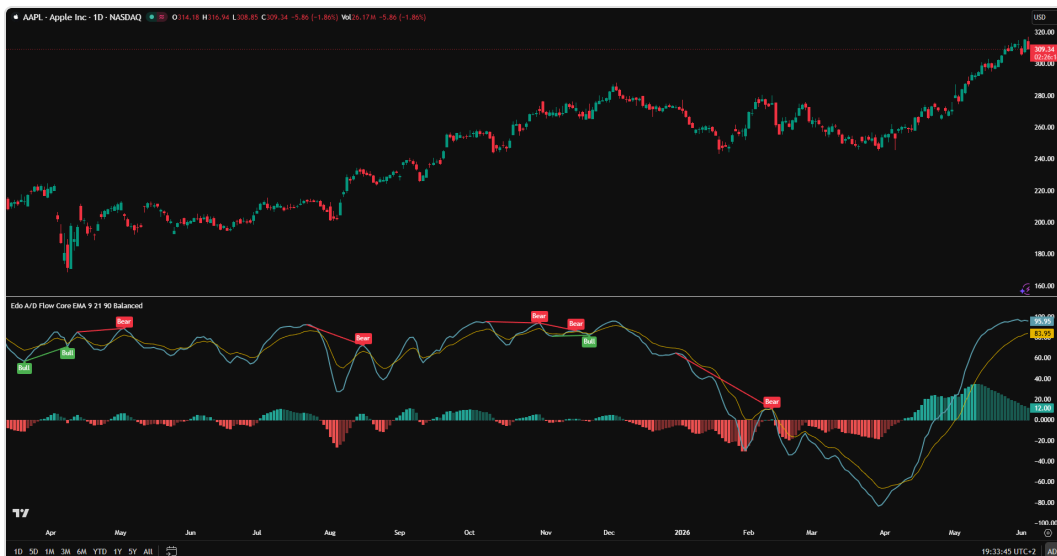 AAPL · Apple Inc · 1D · NASDAQ O314.18 H316.94 L308.85 C309.34 -5.86 (-1.86%) Vol26.17M -5.86 (-1.86%)
USD
320.00
309.34
300.00
280.00
260.00
240.00
220.00
200.00
180.00
160.00
Edo A/D Flow Core EMA 9 21 90 Balanced
95.95
83.95
60.00
40.00
20.00
12.00
0.0000
-20.00
-40.00
-60.00
-80.00
-100.00
Bull
Bull
Bear
Bear
Bear
Bear
Bull
Bear
Apr May Jun Jul Aug Sep Oct Nov Dec 2026 Feb Mar Apr May Jun
1D 5D 1M 3M 6M YTD 1Y 5Y All
19:33:45 UTC+2